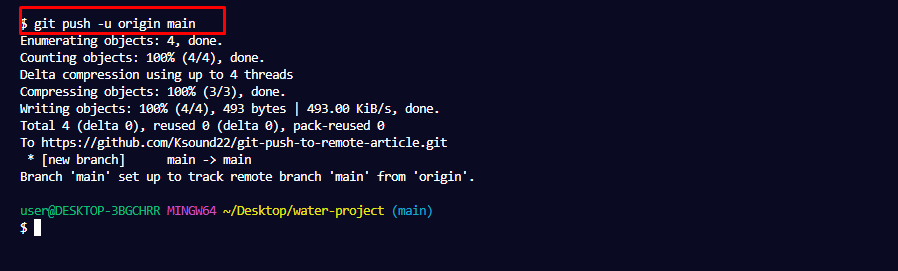 $ git push -u origin main
Enumerating objects: 4, done.
Counting objects: 100% (4/4), done.
Delta compression using up to 4 threads
Compressing objects: 100% (3/3), done.
Writing objects: 100% (4/4), 493 bytes | 493.00 KiB/s, done.
Total 4 (delta 0), reused 0 (delta 0), pack-reused 0
To https://github.com/Ksound22/git-push-to-remote-article.git
 * [new branch]      main -> main
Branch 'main' set up to track remote branch 'main' from 'origin'.
user@DESKTOP-3BGCHRR MINGW64 ~/Desktop/water-project (main)
$